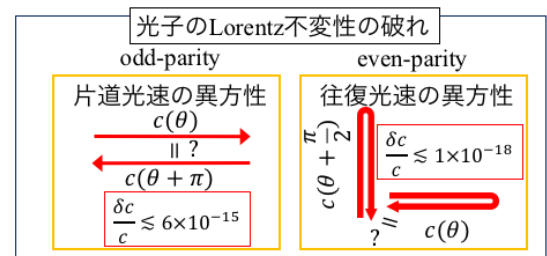 光子のLorentz不変性の破れ
odd-parity
片道光速の異方性
c(θ)
= ?
c(θ + π)
δc/c ≲ 6×10⁻¹⁵
even-parity
往復光速の異方性
c(θ + π/2)
δc/c ≲ 1×10⁻¹⁸
? =
c(θ)